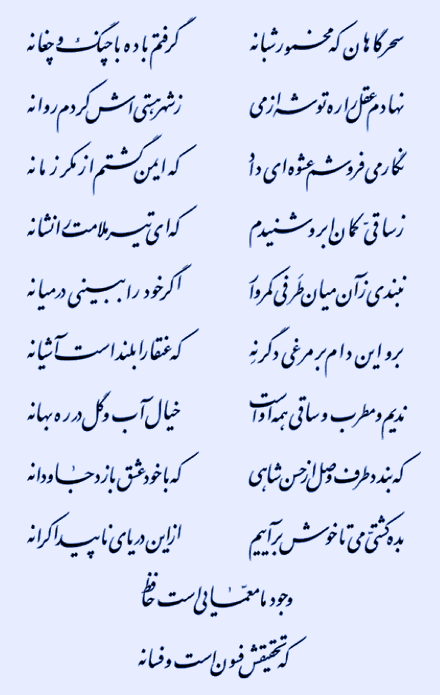 سحرگاهان که مخمور شبانه گرفتم باده با چنگ و چغانه
نهادم عقل را ره توشه از می ز شهر هستی اش کردم روانه
نگار می فروشم عشوه ای داد که ایمن گشتم از مکر زمانه
ز ساقی کمان ابرو شنیدم که ای تیر ملامت را نشانه
نبندی زآن میان طرفی کمروار اگر خود را ببینی در میانه
برو این دام بر مرغی دگر نه که عنقا را بلند است آشیانه
ندیم و مطرب و ساقی همه اوست خیال آب و گل در ره بهانه
که بندد طرف وصل از حسن شاهی که با خود عشق بازد جاودانه
بده کشتی می تا خوش برآییم از این دریای ناپیدا کرانه
وجود ما معمایی است حافظ
که تحقیقش فسون است و فسانه